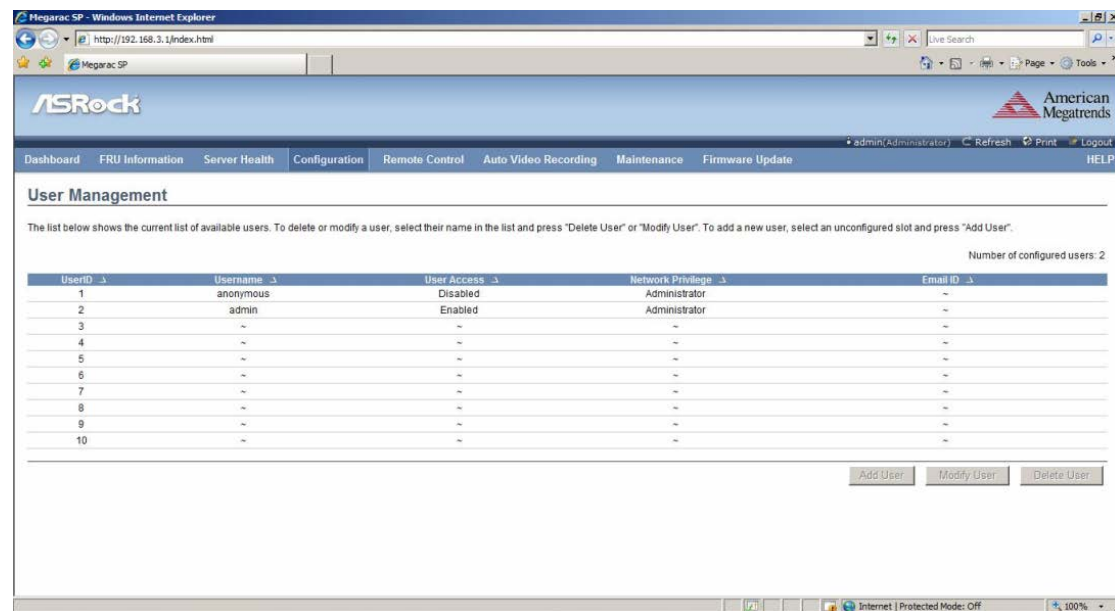 Megarac SP - Windows Internet Explorer
http://192.168.3.1/index.html
Live Search
Megarac SP
Page
Tools
ASRock
American
Megatrends
admin(Administrator) Refresh Print Logout
Dashboard FRU Information Server Health Configuration Remote Control Auto Video Recording Maintenance Firmware Update HELP
User Management
The list below shows the current list of available users. To delete or modify a user, select their name in the list and press "Delete User" or "Modify User". To add a new user, select an unconfigured slot and press "Add User".
Number of configured users: 2
UserID Username User Access Network Privilege Email ID
1 anonymous Disabled Administrator ~
2 admin Enabled Administrator ~
3 ~ ~ ~ ~
4 ~ ~ ~ ~
5 ~ ~ ~ ~
6 ~ ~ ~ ~
7 ~ ~ ~ ~
8 ~ ~ ~ ~
9 ~ ~ ~ ~
10 ~ ~ ~ ~
Add User Modify User Delete User
Internet | Protected Mode: Off 100%